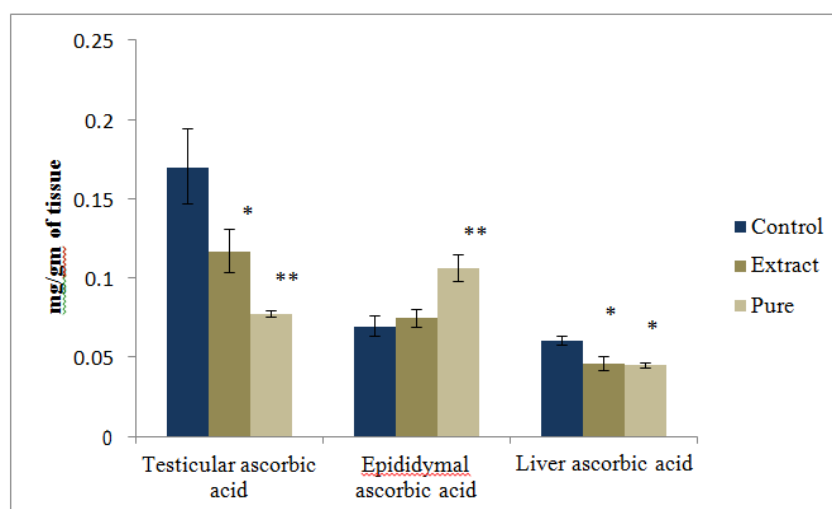 0.25
0.2
0.15
0.1
0.05
0
mg/gm of tissue
*
**
**
*
*
Testicular ascorbic
acid
Epididymal
ascorbic acid
Liver ascorbic acid
Control
Extract
Pure